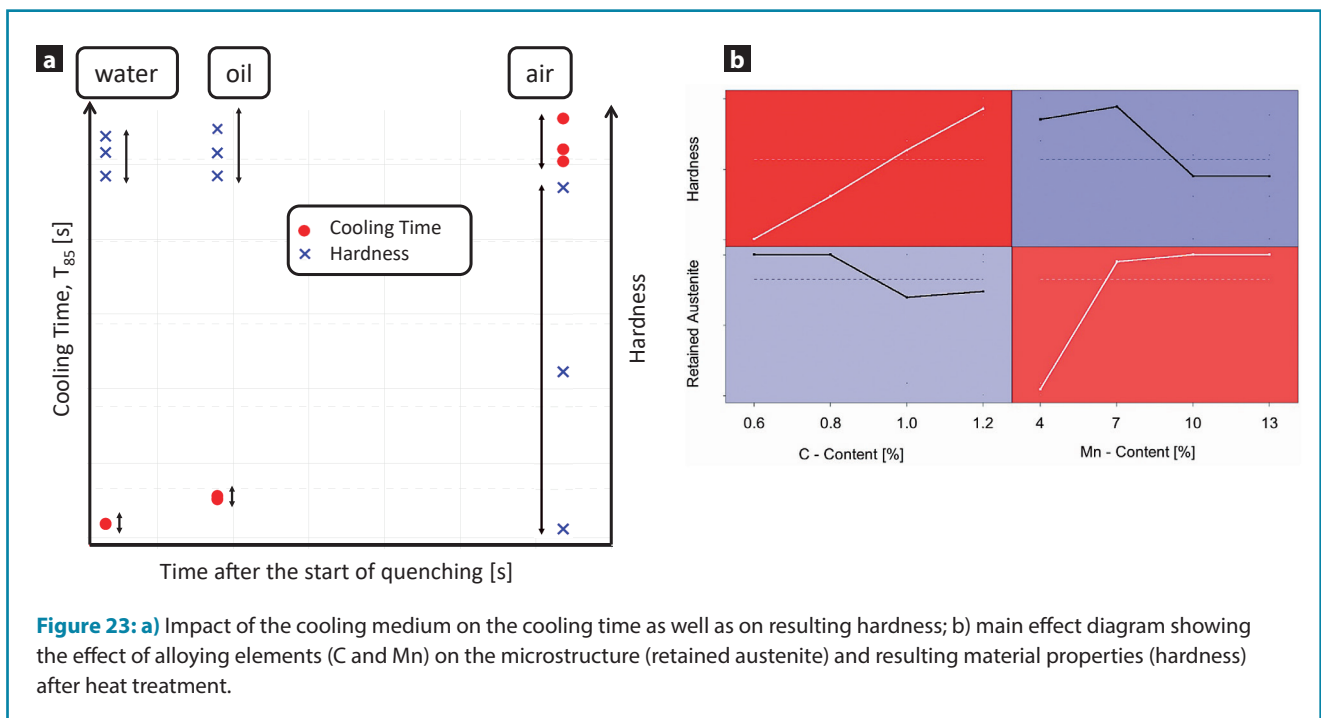 a
water
oil
air
Cooling Time, T85 [s]
Cooling Time
Hardness
Hardness
Time after the start of quenching [s]
b
Hardness
Retained Austenite
0.6 0.8 1.0 1.2 4 7 10 13
C - Content [%] Mn - Content [%]
Figure 23: a) Impact of the cooling medium on the cooling time as well as on resulting hardness; b) main effect diagram showing
the effect of alloying elements (C and Mn) on the microstructure (retained austenite) and resulting material properties (hardness)
after heat treatment.